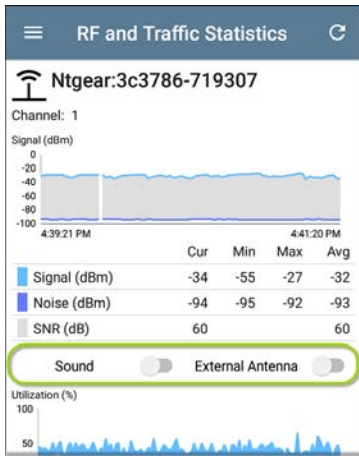 RF and Traffic Statistics
Ntgear:3c3786-719307
Channel: 1
Signal (dBm)
0
-20
-40
-60
-80
-100
4:39:21 PM 4:41:20 PM
Cur Min Max Avg
Signal (dBm) -34 -55 -27 -32
Noise (dBm) -94 -95 -92 -93
SNR (dB) 60 60
Sound External Antenna
Utilization (%)
100
50